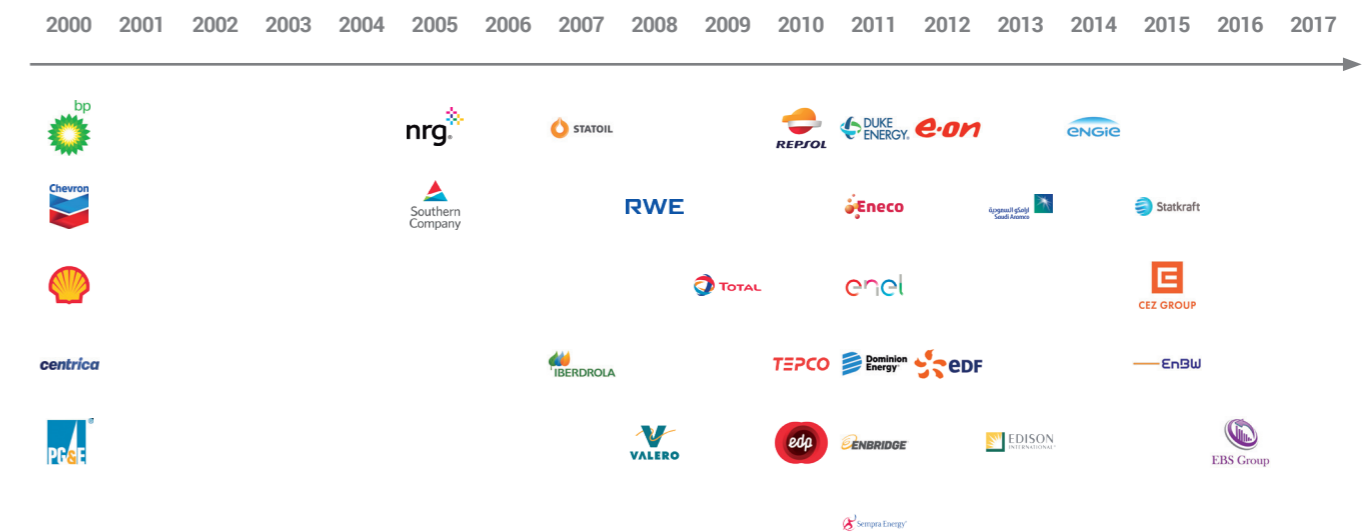 2000 2001 2002 2003 2004 2005 2006 2007 2008 2009 2010 2011 2012 2013 2014 2015 2016 2017
bp
nrg
STATOIL
REPSOL
DUKE
ENERGY
e·on
ENGIE
Chevron
Southern
Company
RWE
Eneco
أرامكو السعودية
Saudi Aramco
Statkraft
TOTAL
enel
CEZ GROUP
centrica
IBERDROLA
TEPCO
Dominion
Energy
eDF
EnBW
PG&E
VALERO
edp
ENBRIDGE
EDISON
INTERNATIONAL
EBS Group
Sempra Energy